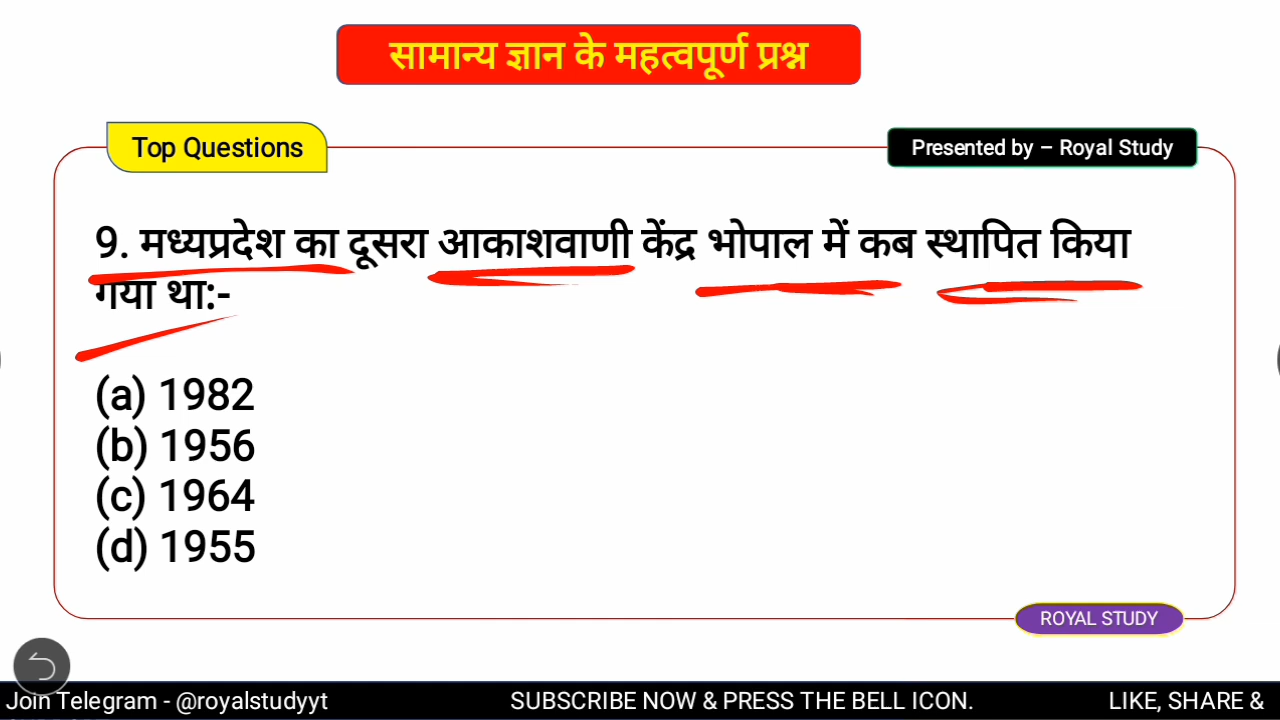 सामान्य ज्ञान के महत्वपूर्ण प्रश्न
Top Questions
Presented by – Royal Study
9. मध्यप्रदेश का दूसरा आकाशवाणी केंद्र भोपाल में कब स्थापित किया
गया था:-
(a) 1982
(b) 1956
(c) 1964
(d) 1955
ROYAL STUDY
Join Telegram - @royalstudyyt SUBSCRIBE NOW & PRESS THE BELL ICON. LIKE, SHARE &